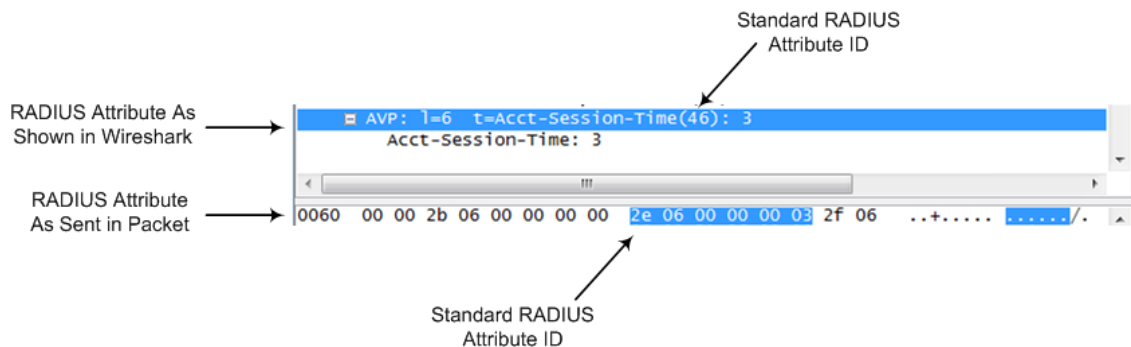 Standard RADIUS
Attribute ID
RADIUS Attribute As
Shown in Wireshark
AVP: l=6 t=Acct-Session-Time(46): 3
Acct-Session-Time: 3
RADIUS Attribute
As Sent in Packet
0060 00 00 2b 06 00 00 00 00 2e 06 00 00 00 03 2f 06 ..+..... ....../.
Standard RADIUS
Attribute ID